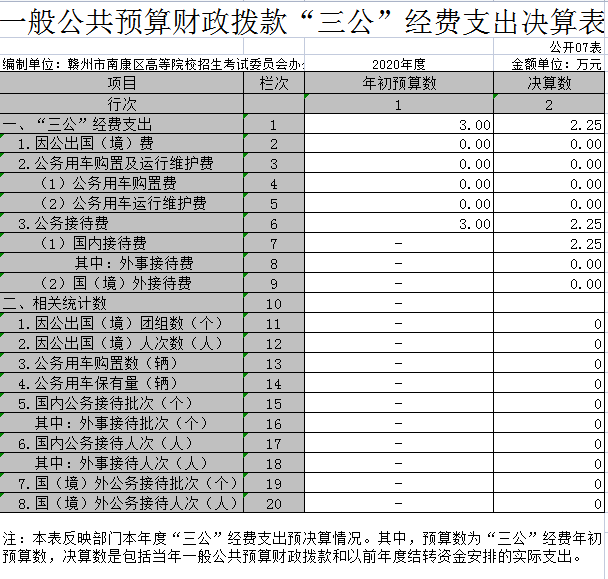 一般公共预算财政拨款“三公”经费支出决算表
公开07表
编制单位：赣州市南康区高等院校招生考试委员会办 2020年度 金额单位：万元
项目 栏次 年初预算数 决算数
行次 1 2
一、“三公”经费支出 1 3.00 2.25
1.因公出国（境）费 2 0.00 0.00
2.公务用车购置及运行维护费 3 0.00 0.00
（1）公务用车购置费 4 0.00 0.00
（2）公务用车运行维护费 5 0.00 0.00
3.公务接待费 6 3.00 2.25
（1）国内接待费 7 - 2.25
其中：外事接待费 8 - 0.00
（2）国（境）外接待费 9 - 0.00
二、相关统计数 10 -
1.因公出国（境）团组数（个） 11 - 0
2.因公出国（境）人次数（人） 12 - 0
3.公务用车购置数（辆） 13 - 0
4.公务用车保有量（辆） 14 - 0
5.国内公务接待批次（个） 15 - 0
其中：外事接待批次（个） 16 - 0
6.国内公务接待人次（人） 17 - 0
其中：外事接待人次（人） 18 - 0
7.国（境）外公务接待批次（个） 19 - 0
8.国（境）外公务接待人次（人） 20 - 0
注：本表反映部门本年度“三公”经费支出预决算情况。其中，预算数为“三公”经费年初
预算数，决算数是包括当年一般公共预算财政拨款和以前年度结转资金安排的实际支出。